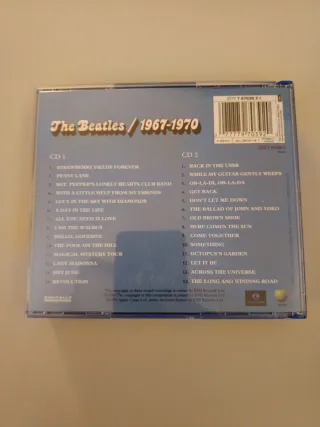 The Beatles / 1967-1970
CD 1
STRAWBERRY FIELDS FOREVER
PENNY LANE
SGT. PEPPER'S LONELY HEARTS CLUB BAND
WITH A LITTLE HELP FROM MY FRIENDS
LUCY IN THE SKY WITH DIAMONDS
A DAY IN THE LIFE
ALL YOU NEED IS LOVE
I AM THE WALRUS
HELLO, GOODBYE
THE FOOL ON THE HILL
MAGICAL MYSTERY TOUR
LADY MADONNA
HEY JUDE
REVOLUTION
CD 2
BACK IN THE USSR
WHILE MY GUITAR GENTLY WEEPS
OB-LA-DI, OB-LA-DA
GET BACK
DON'T LET ME DOWN
THE BALLAD OF JOHN AND YOKO
OLD BROWN SHOE
HERE COMES THE SUN
COME TOGETHER
SOMETHING
OCTOPUS'S GARDEN
LET IT BE
ACROSS THE UNIVERSE
THE LONG AND WINDING ROAD